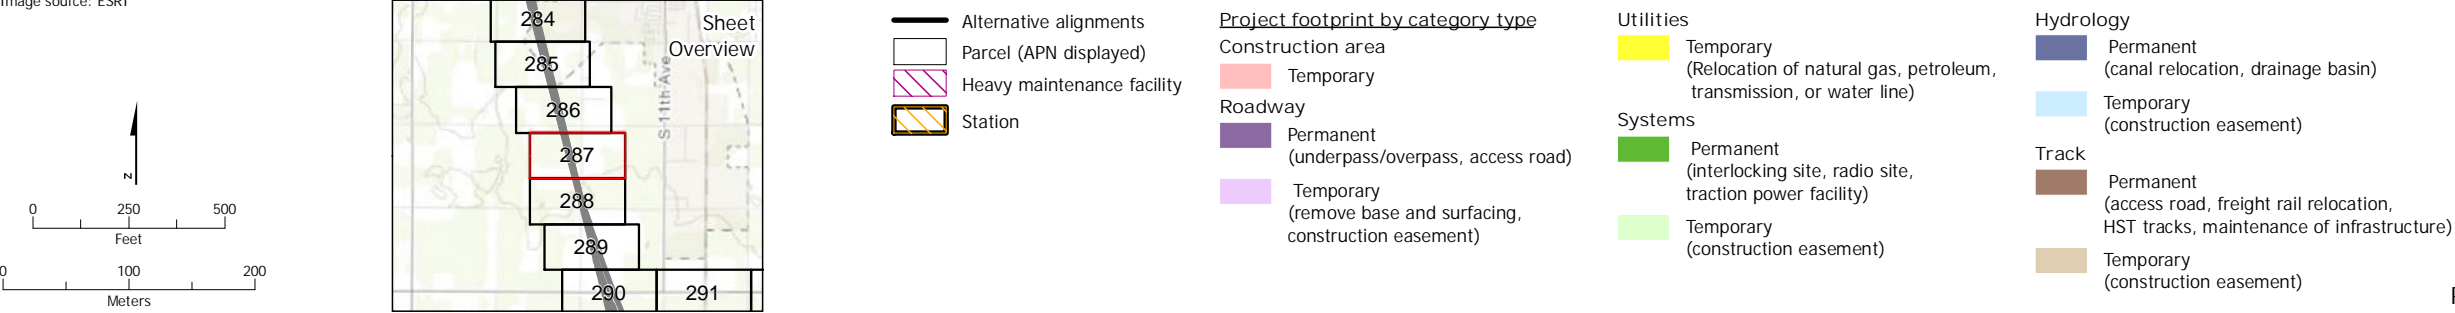 Image source: ESRI
N
0 250 500
Feet
0 100 200
Meters
Sheet
Overview
S 11th Ave
284
285
286
287
288
289
290 291
Alternative alignments
Parcel (APN displayed)
Heavy maintenance facility
Station
Project footprint by category type
Construction area
Temporary
Roadway
Permanent
(underpass/overpass, access road)
Temporary
(remove base and surfacing,
construction easement)
Utilities
Temporary
(Relocation of natural gas, petroleum,
transmission, or water line)
Systems
Permanent
(interlocking site, radio site,
traction power facility)
Temporary
(construction easement)
Hydrology
Permanent
(canal relocation, drainage basin)
Temporary
(construction easement)
Track
Permanent
(access road, freight rail relocation,
HST tracks, maintenance of infrastructure)
Temporary
(construction easement)